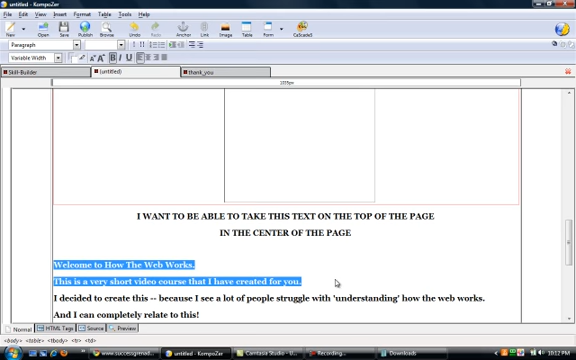 untitled - KompoZer
File Edit View Insert Format Table Tools Help
New Open Save Publish Browse Undo Redo Anchor Link Image Table Form CaScadeS
Paragraph
Variable Width B I U
Skill-Builder (untitled) thank_you
I WANT TO BE ABLE TO TAKE THIS TEXT ON THE TOP OF THE PAGE
IN THE CENTER OF THE PAGE
Welcome to How The Web Works.
This is a very short video course that I have created for you.
I decided to create this -- because I see a lot of people struggle with 'understanding' how the web works.
And I can completely relate to this!
Normal HTML Tags Source Preview
<body> <table> <tbody> <tr> <td>
www.successgrenad... untitled - KompoZer Camtasia Studio - U... Recording... Downloads 10:12 PM